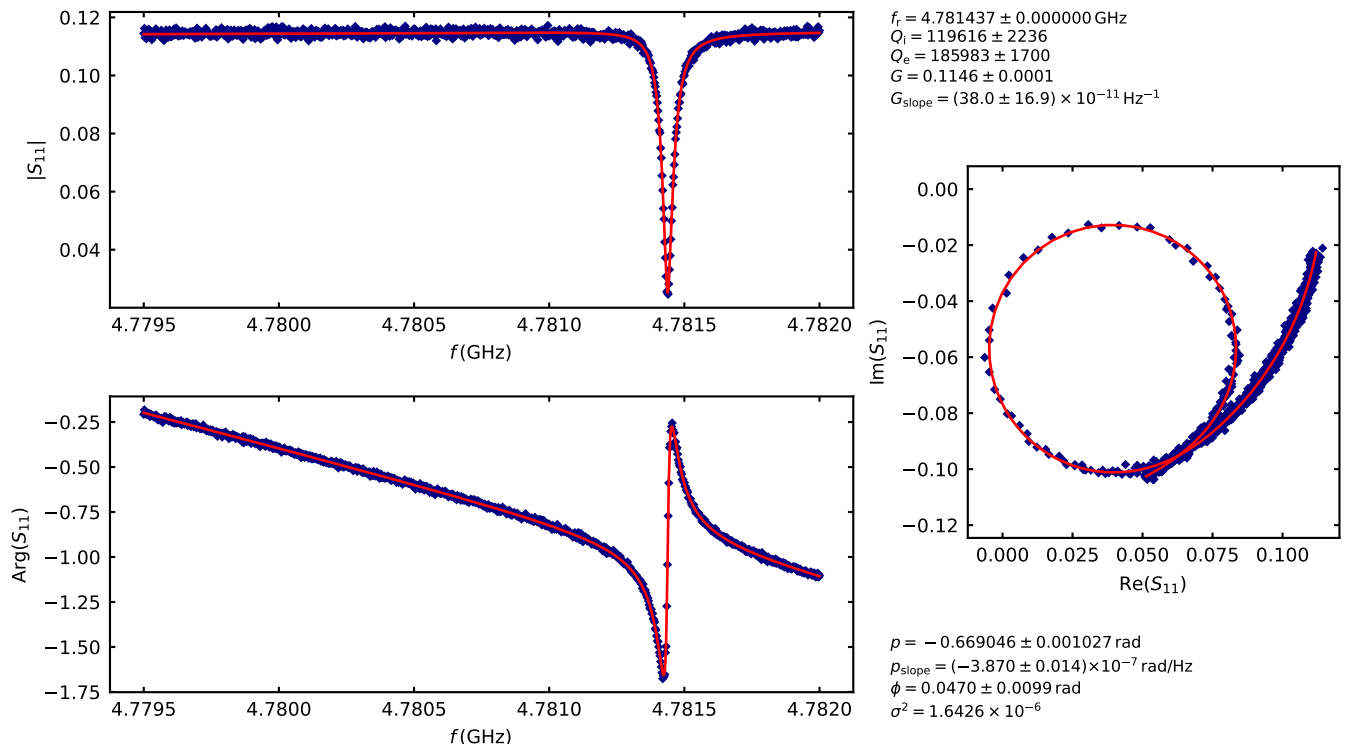 0.12
0.10
0.08
0.06
0.04
|S₁₁|
4.7795 4.7800 4.7805 4.7810 4.7815 4.7820
f (GHz)
−0.25
−0.50
−0.75
−1.00
−1.25
−1.50
−1.75
Arg(S₁₁)
4.7795 4.7800 4.7805 4.7810 4.7815 4.7820
f (GHz)
f_r = 4.781437 ± 0.000000 GHz
Q_i = 119616 ± 2236
Q_e = 185983 ± 1700
G = 0.1146 ± 0.0001
G_slope = (38.0 ± 16.9) × 10⁻¹¹ Hz⁻¹
0.00
−0.02
−0.04
−0.06
−0.08
−0.10
−0.12
Im(S₁₁)
0.000 0.025 0.050 0.075 0.100
Re(S₁₁)
p = − 0.669046 ± 0.001027 rad
p_slope = (−3.870 ± 0.014)×10⁻⁷ rad/Hz
ϕ = 0.0470 ± 0.0099 rad
σ² = 1.6426 × 10⁻⁶